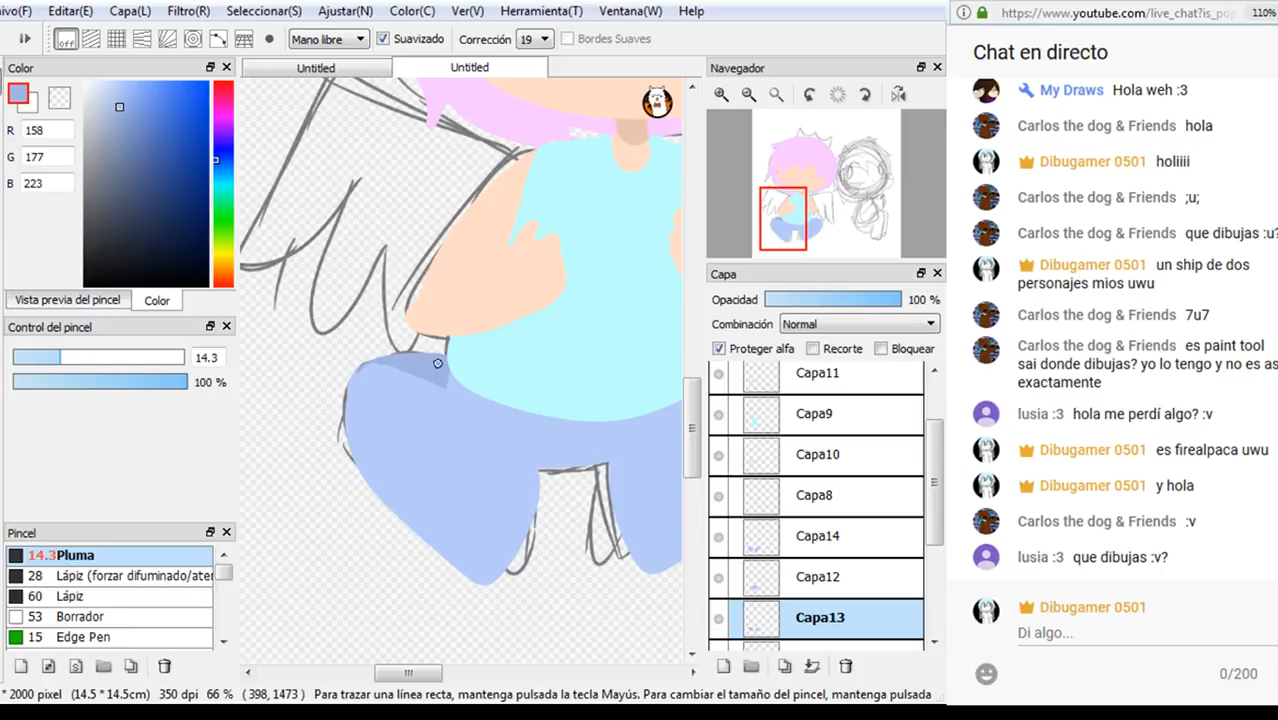 ivo(F) Editar(E) Capa(L) Filtro(R) Seleccionar(S) Ajustar(N) Color(C) Ver(V) Herramienta(T) Ventana(W) Help
off Mano libre Suavizado Corrección 19 Bordes Suaves
Color
R 158
G 177
B 223
Vista previa del pincel Color
Control del pincel
14.3
100 %
Pincel
14.3 Pluma
28 Lápiz (forzar difuminado/ater
60 Lápiz
53 Borrador
15 Edge Pen
Untitled Untitled
Navegador
Capa
Opacidad 100 %
Combinación Normal
Proteger alfa Recorte Bloquear
Capa11
Capa9
Capa10
Capa8
Capa14
Capa12
Capa13
* 2000 pixel (14.5 * 14.5cm) 350 dpi 66 % ( 398, 1473 ) Para trazar una línea recta, mantenga pulsada la tecla Mayús. Para cambiar el tamaño del pincel, mantenga pulsada
https://www.youtube.com/live_chat?is_pop 110%
Chat en directo
My Draws Hola weh :3
Carlos the dog & Friends hola
Dibugamer 0501 holiiii
Carlos the dog & Friends ;u;
Carlos the dog & Friends que dibujas :u?
Dibugamer 0501 un ship de dos
personajes mios uwu
Carlos the dog & Friends 7u7
Carlos the dog & Friends es paint tool
sai donde dibujas? yo lo tengo y no es as
exactamente
lusia :3 hola me perdí algo? :v
Dibugamer 0501 es firealpaca uwu
Dibugamer 0501 y hola
Carlos the dog & Friends :v
lusia :3 que dibujas :v?
Dibugamer 0501
Di algo...
0/200